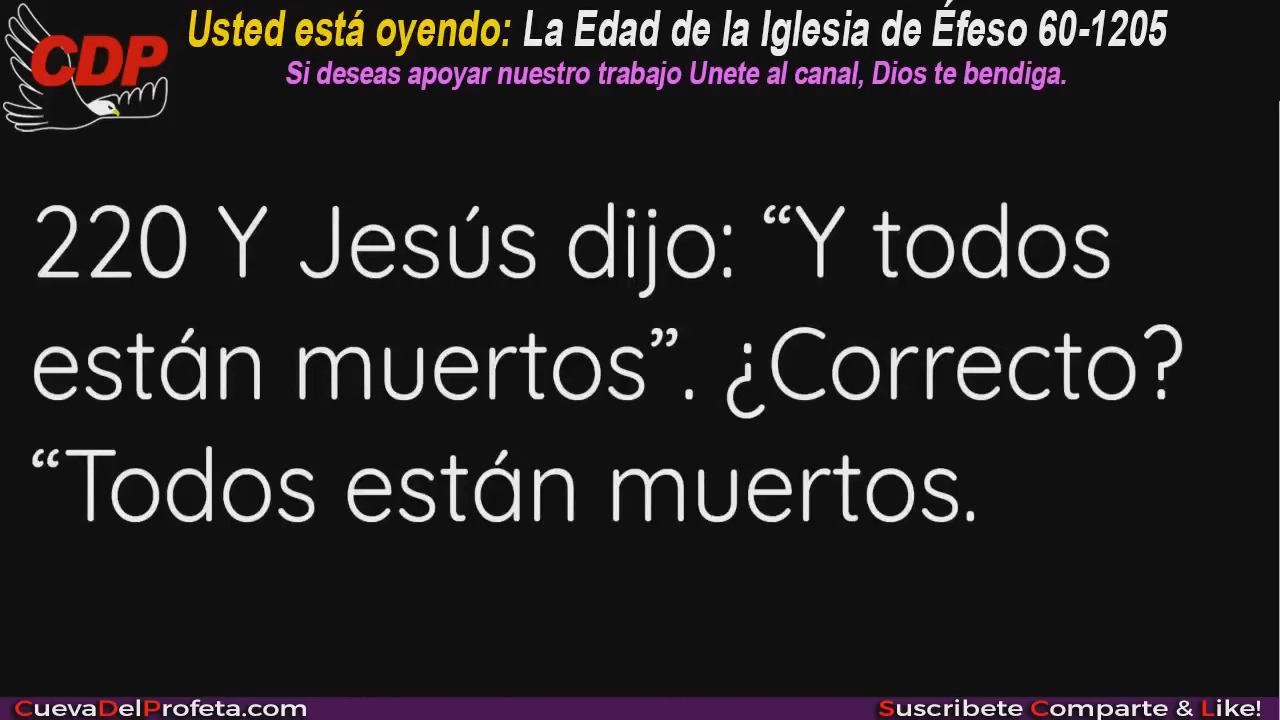 CDP
Usted está oyendo: La Edad de la Iglesia de Éfeso 60-1205
Si deseas apoyar nuestro trabajo Unete al canal, Dios te bendiga.
220 Y Jesús dijo: “Y todos
están muertos”. ¿Correcto?
“Todos están muertos.
CuevaDelProfeta.com
Suscribete Comparte & Like!